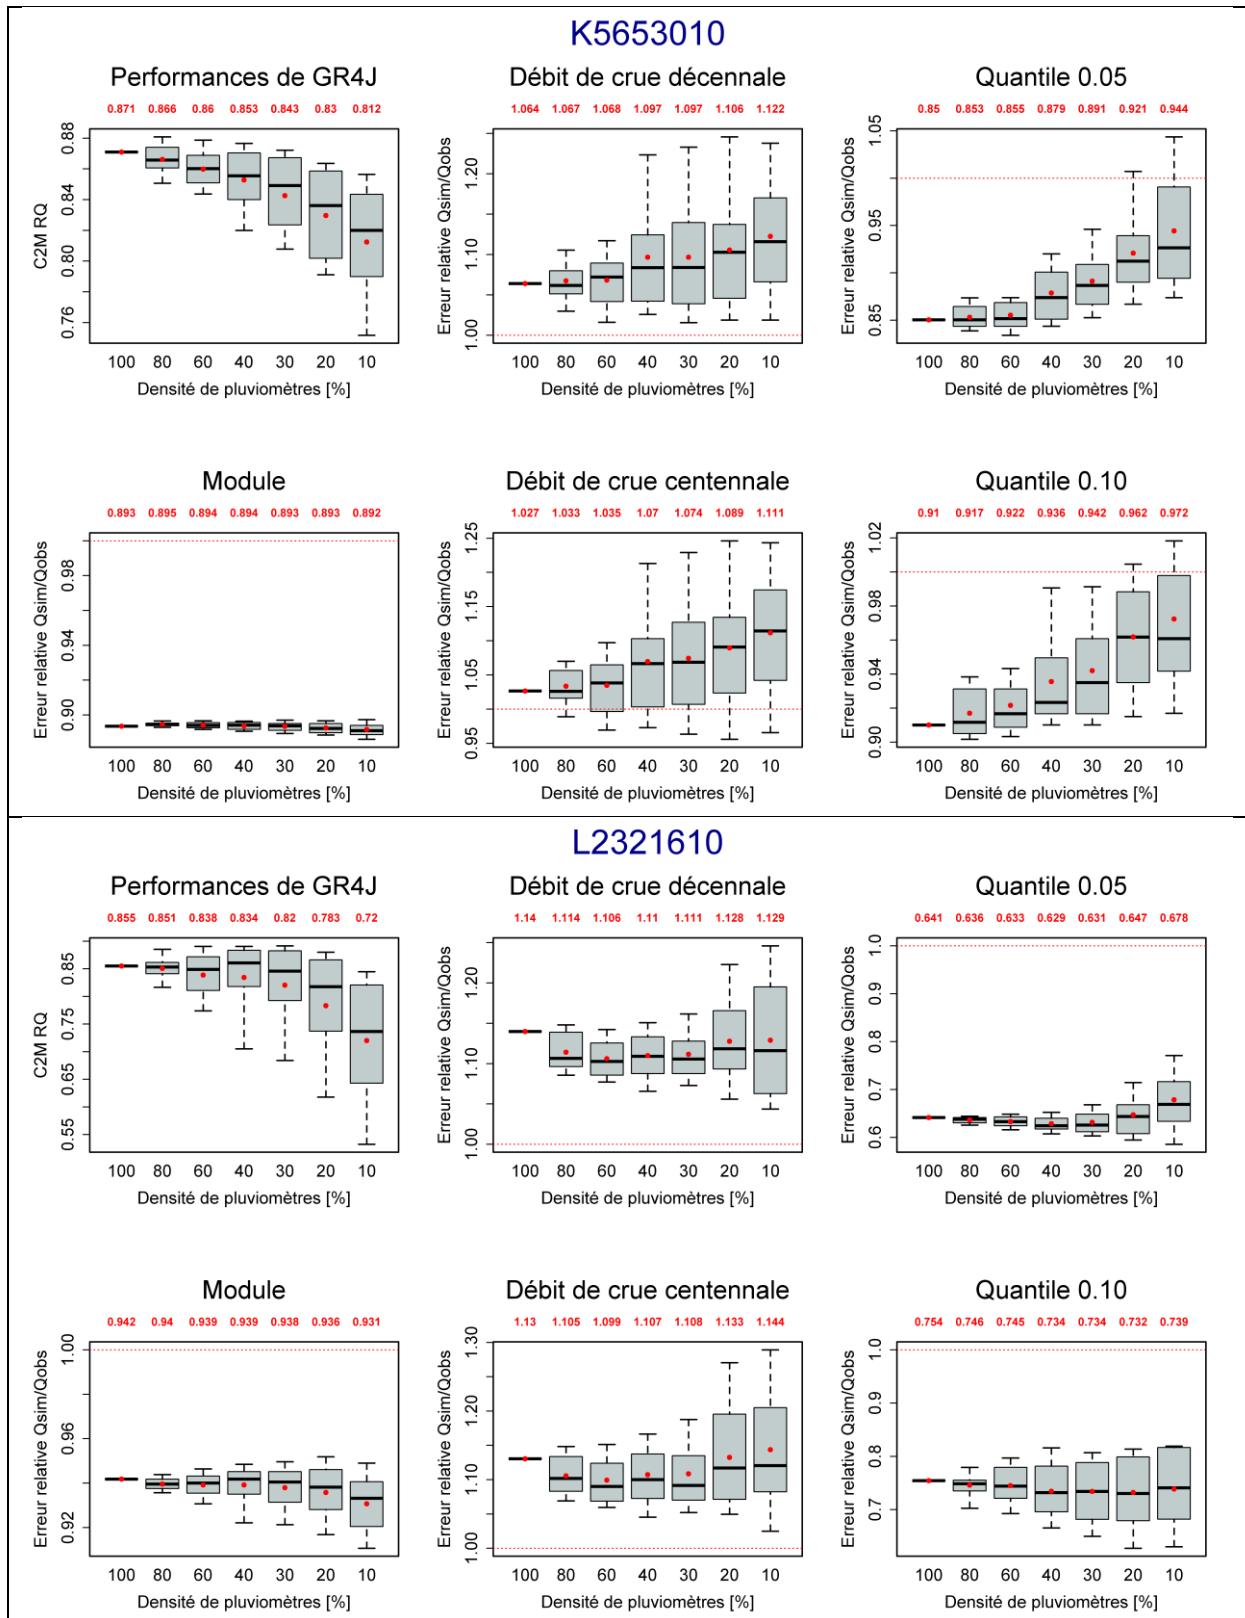 K5653010
Performances de GR4J
0.871 0.866 0.86 0.853 0.843 0.83 0.812
C2M RQ
0.88
0.84
0.80
0.76
100 80 60 40 30 20 10
Densité de pluviomètres [%]
Débit de crue décennale
1.064 1.067 1.068 1.097 1.097 1.106 1.122
Erreur relative Qsim/Qobs
1.20
1.10
1.00
100 80 60 40 30 20 10
Densité de pluviomètres [%]
Quantile 0.05
0.85 0.853 0.855 0.879 0.891 0.921 0.944
Erreur relative Qsim/Qobs
1.05
0.95
0.85
100 80 60 40 30 20 10
Densité de pluviomètres [%]
Module
0.893 0.895 0.894 0.894 0.893 0.893 0.892
Erreur relative Qsim/Qobs
0.98
0.94
0.90
100 80 60 40 30 20 10
Densité de pluviomètres [%]
Débit de crue centennale
1.027 1.033 1.035 1.07 1.074 1.089 1.111
Erreur relative Qsim/Qobs
1.25
1.15
1.05
0.95
100 80 60 40 30 20 10
Densité de pluviomètres [%]
Quantile 0.10
0.91 0.917 0.922 0.936 0.942 0.962 0.972
Erreur relative Qsim/Qobs
1.02
0.98
0.94
0.90
100 80 60 40 30 20 10
Densité de pluviomètres [%]
L2321610
Performances de GR4J
0.855 0.851 0.838 0.834 0.82 0.783 0.72
C2M RQ
0.85
0.75
0.65
0.55
100 80 60 40 30 20 10
Densité de pluviomètres [%]
Débit de crue décennale
1.14 1.114 1.106 1.11 1.111 1.128 1.129
Erreur relative Qsim/Qobs
1.20
1.10
1.00
100 80 60 40 30 20 10
Densité de pluviomètres [%]
Quantile 0.05
0.641 0.636 0.633 0.629 0.631 0.647 0.678
Erreur relative Qsim/Qobs
1.0
0.9
0.8
0.7
0.6
100 80 60 40 30 20 10
Densité de pluviomètres [%]
Module
0.942 0.94 0.939 0.939 0.938 0.936 0.931
Erreur relative Qsim/Qobs
1.00
0.96
0.92
100 80 60 40 30 20 10
Densité de pluviomètres [%]
Débit de crue centennale
1.13 1.105 1.099 1.107 1.108 1.133 1.144
Erreur relative Qsim/Qobs
1.30
1.20
1.10
1.00
100 80 60 40 30 20 10
Densité de pluviomètres [%]
Quantile 0.10
0.754 0.746 0.745 0.734 0.734 0.732 0.739
Erreur relative Qsim/Qobs
1.0
0.9
0.8
0.7
100 80 60 40 30 20 10
Densité de pluviomètres [%]